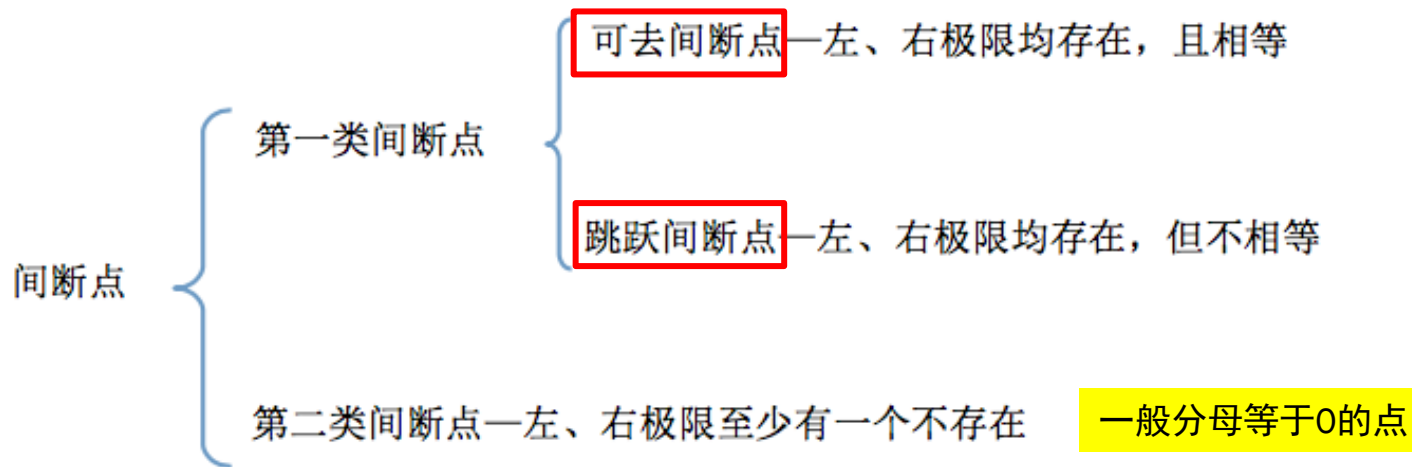 可去间断点—左、右极限均存在，且相等
第一类间断点
跳跃间断点—左、右极限均存在，但不相等
间断点
第二类间断点—左、右极限至少有一个不存在
一般分母等于0的点